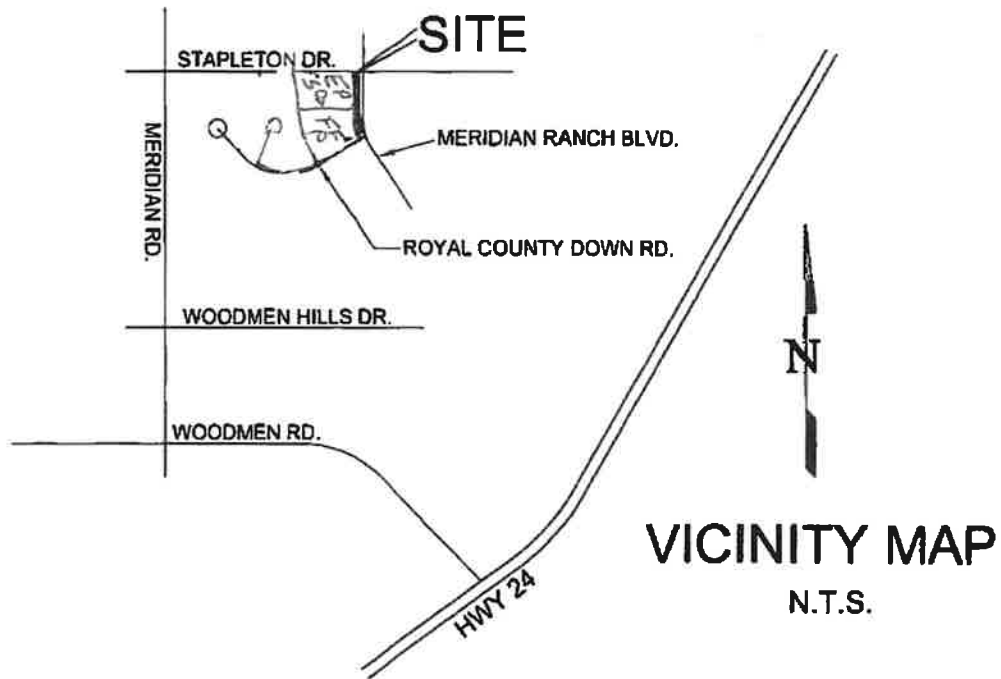 SITE
STAPLETON DR.
MERIDIAN RD.
MERIDIAN RANCH BLVD.
ROYAL COUNTY DOWN RD.
WOODMEN HILLS DR.
N
WOODMEN RD.
HWY 24
VICINITY MAP
N.T.S.